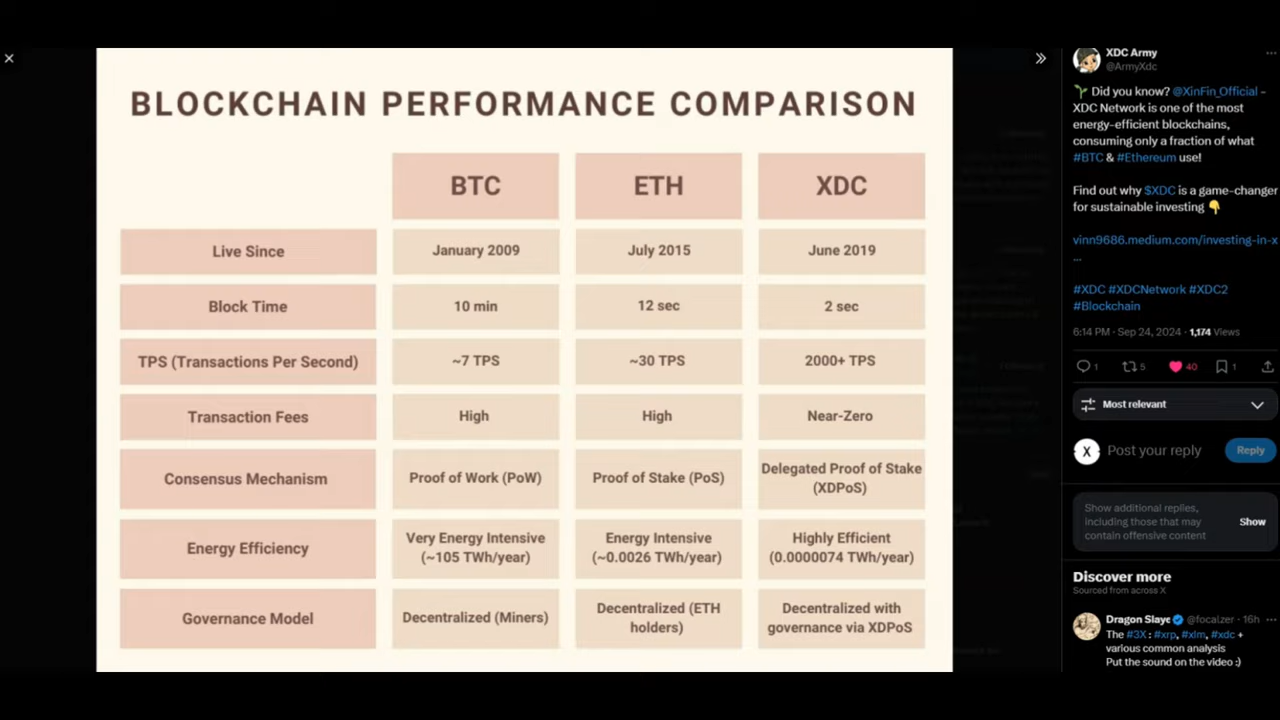 BLOCKCHAIN PERFORMANCE COMPARISON
BTC ETH XDC
Live Since January 2009 July 2015 June 2019
Block Time 10 min 12 sec 2 sec
TPS (Transactions Per Second) ~7 TPS ~30 TPS 2000+ TPS
Transaction Fees High High Near-Zero
Consensus Mechanism Proof of Work (PoW) Proof of Stake (PoS) Delegated Proof of Stake
(XDPoS)
Energy Efficiency Very Energy Intensive Energy Intensive Highly Efficient
(~105 TWh/year) (~0.0026 TWh/year) (0.0000074 TWh/year)
Governance Model Decentralized (Miners) Decentralized (ETH Decentralized with
holders) governance via XDPoS
XDC Army
@ArmyXdc
Did you know? @XinFin_Official –
XDC Network is one of the most
energy-efficient blockchains,
consuming only a fraction of what
#BTC & #Ethereum use!
Find out why $XDC is a game-changer
for sustainable investing
vinn9686.medium.com/investing-in-x
...
#XDC #XDCNetwork #XDC2
#Blockchain
6:14 PM · Sep 24, 2024 · 1,174 Views
1 5 40 1
Most relevant
X Post your reply Reply
Show additional replies,
including those that may
contain offensive content
Show
Discover more
Sourced from across X
Dragon Slaye @focalzer · 16h
The #3X : #xrp, #xlm, #xdc +
various common analysis
Put the sound on the video :)